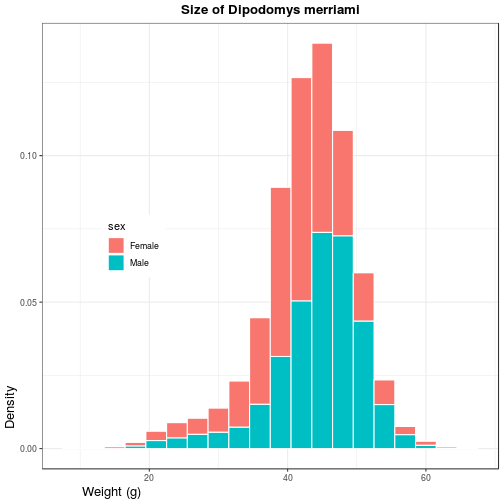 Size of Dipodomys merriami
0.10
0.05
0.00
Density
sex
Female
Male
20
40
60
Weight (g)